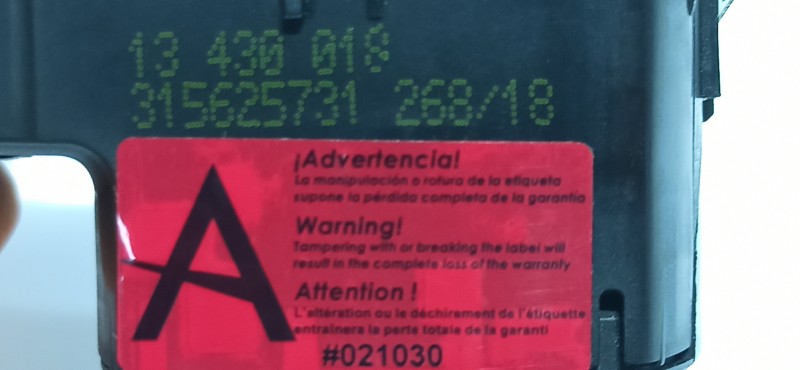 13 430 018
315625731 268/18
¡Advertencia!
La manipulación o rotura de la etiqueta
supone la pérdida completa de la garantía
Warning!
Tampering with or breaking the label will
result in the complete loss of the warranty
Attention !
L'altération ou le déchirement de l'étiquette
entraînera la perte totale de la garanti
#021030
A